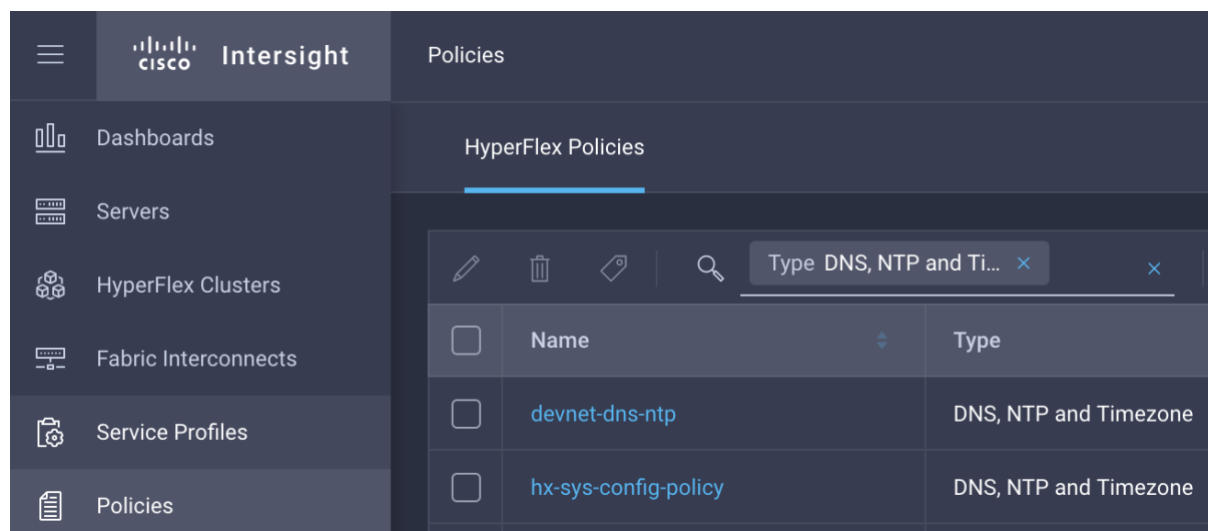 cisco Intersight
Policies
Dashboards
Servers
HyperFlex Clusters
Fabric Interconnects
Service Profiles
Policies
HyperFlex Policies
Type DNS, NTP and Ti... ×
×
Name
Type
devnet-dns-ntp
DNS, NTP and Timezone
hx-sys-config-policy
DNS, NTP and Timezone